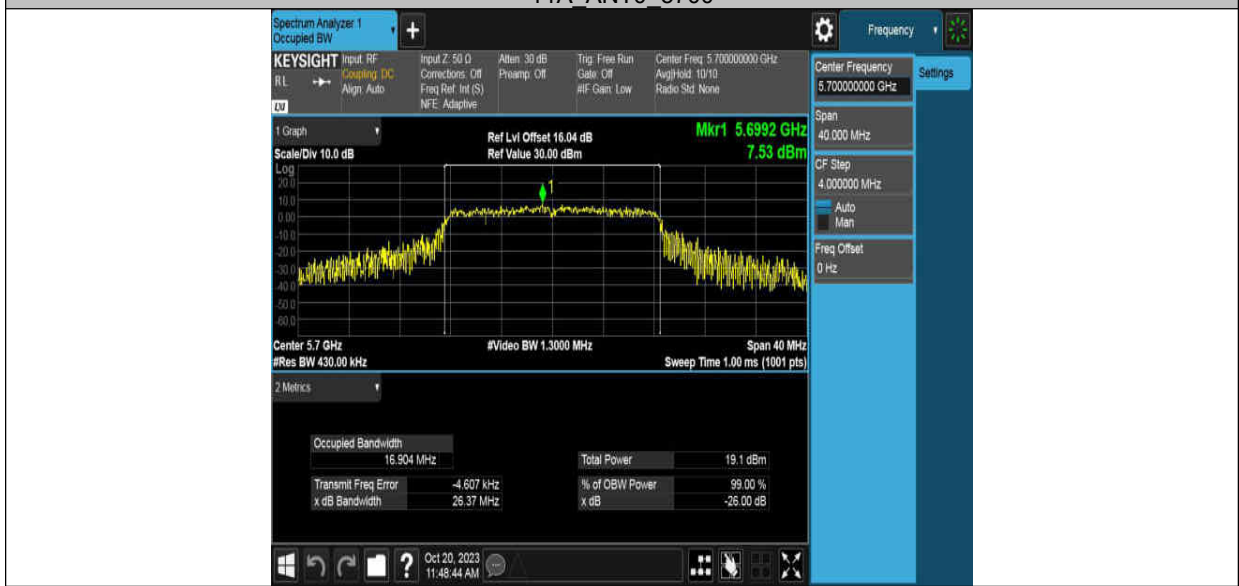 Spectrum Analyzer 1
Occupied BW
Frequency
KEYSIGHT
RL
LXI
Input: RF
Coupling: DC
Align: Auto
Input Z: 50 Ω
Corrections: Off
Freq Ref: Int (S)
NFE: Adaptive
Atten: 30 dB
Preamp: Off
Trig: Free Run
Gate: Off
#IF Gain: Low
Center Freq: 5.700000000 GHz
Avg|Hold: 10/10
Radio Std: None
1 Graph
Scale/Div 10.0 dB
Ref Lvl Offset 16.04 dB
Ref Value 30.00 dBm
Mkr1 5.6992 GHz
7.53 dBm
Log
20.0
10.0
0.00
-10.0
-20.0
-30.0
-40.0
-50.0
-60.0
1
Center 5.7 GHz
#Res BW 430.00 kHz
#Video BW 1.3000 MHz
Span 40 MHz
Sweep Time 1.00 ms (1001 pts)
2 Metrics
Occupied Bandwidth
16.904 MHz
Total Power 19.1 dBm
Transmit Freq Error -4.607 kHz
% of OBW Power 99.00 %
x dB Bandwidth 26.37 MHz
x dB -26.00 dB
Oct 20, 2023
11:48:44 AM
Center Frequency
5.700000000 GHz
Settings
Span
40.000 MHz
CF Step
4.000000 MHz
Auto
Man
Freq Offset
0 Hz